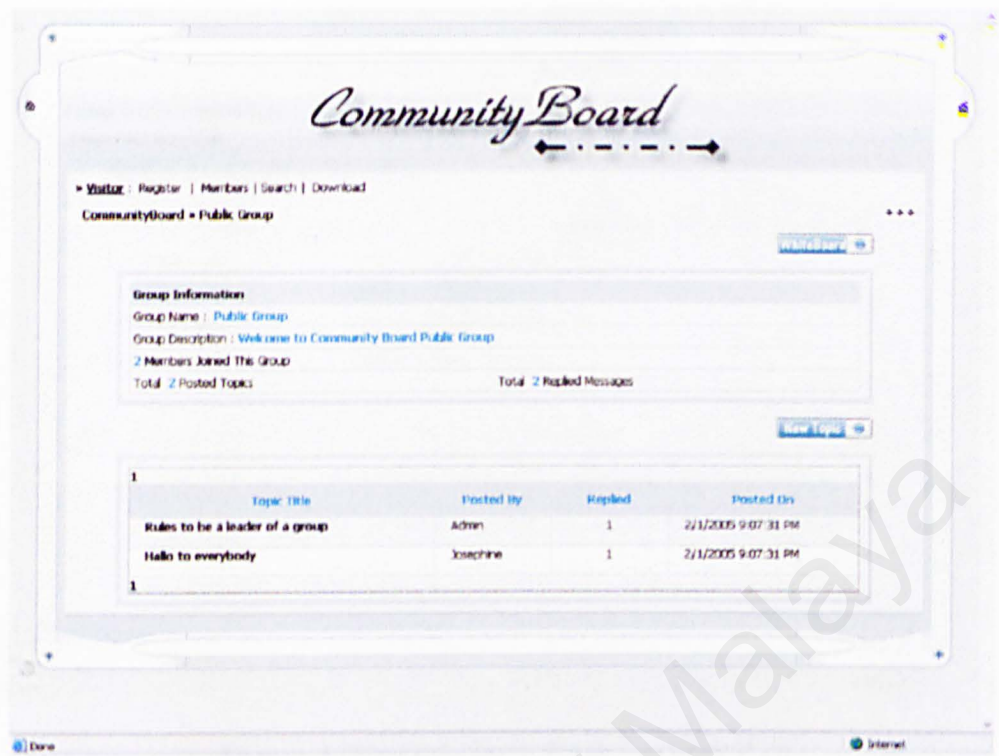 Community Board
» Visitor : Register | Members | Search | Download
CommunityBoard » Public Group
WhiteBoard
Group Information
Group Name : Public Group
Group Description : Welcome to Community Board Public Group
2 Members Joined This Group
Total 2 Posted Topics Total 2 Replied Messages
New Topic
1
Topic Title Posted By Replied Posted On
Rules to be a leader of a group Admin 1 2/1/2005 9:07:31 PM
Hallo to everybody Josephine 1 2/1/2005 9:07:31 PM
1
Malaya
Done Internet